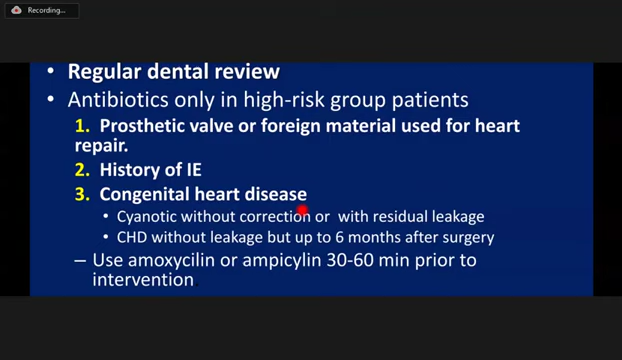 Recording...
• Regular dental review
• Antibiotics only in high-risk group patients
1. Prosthetic valve or foreign material used for heart
repair.
2. History of IE
3. Congenital heart disease
• Cyanotic without correction or with residual leakage
• CHD without leakage but up to 6 months after surgery
– Use amoxycilin or ampicylin 30-60 min prior to
intervention.